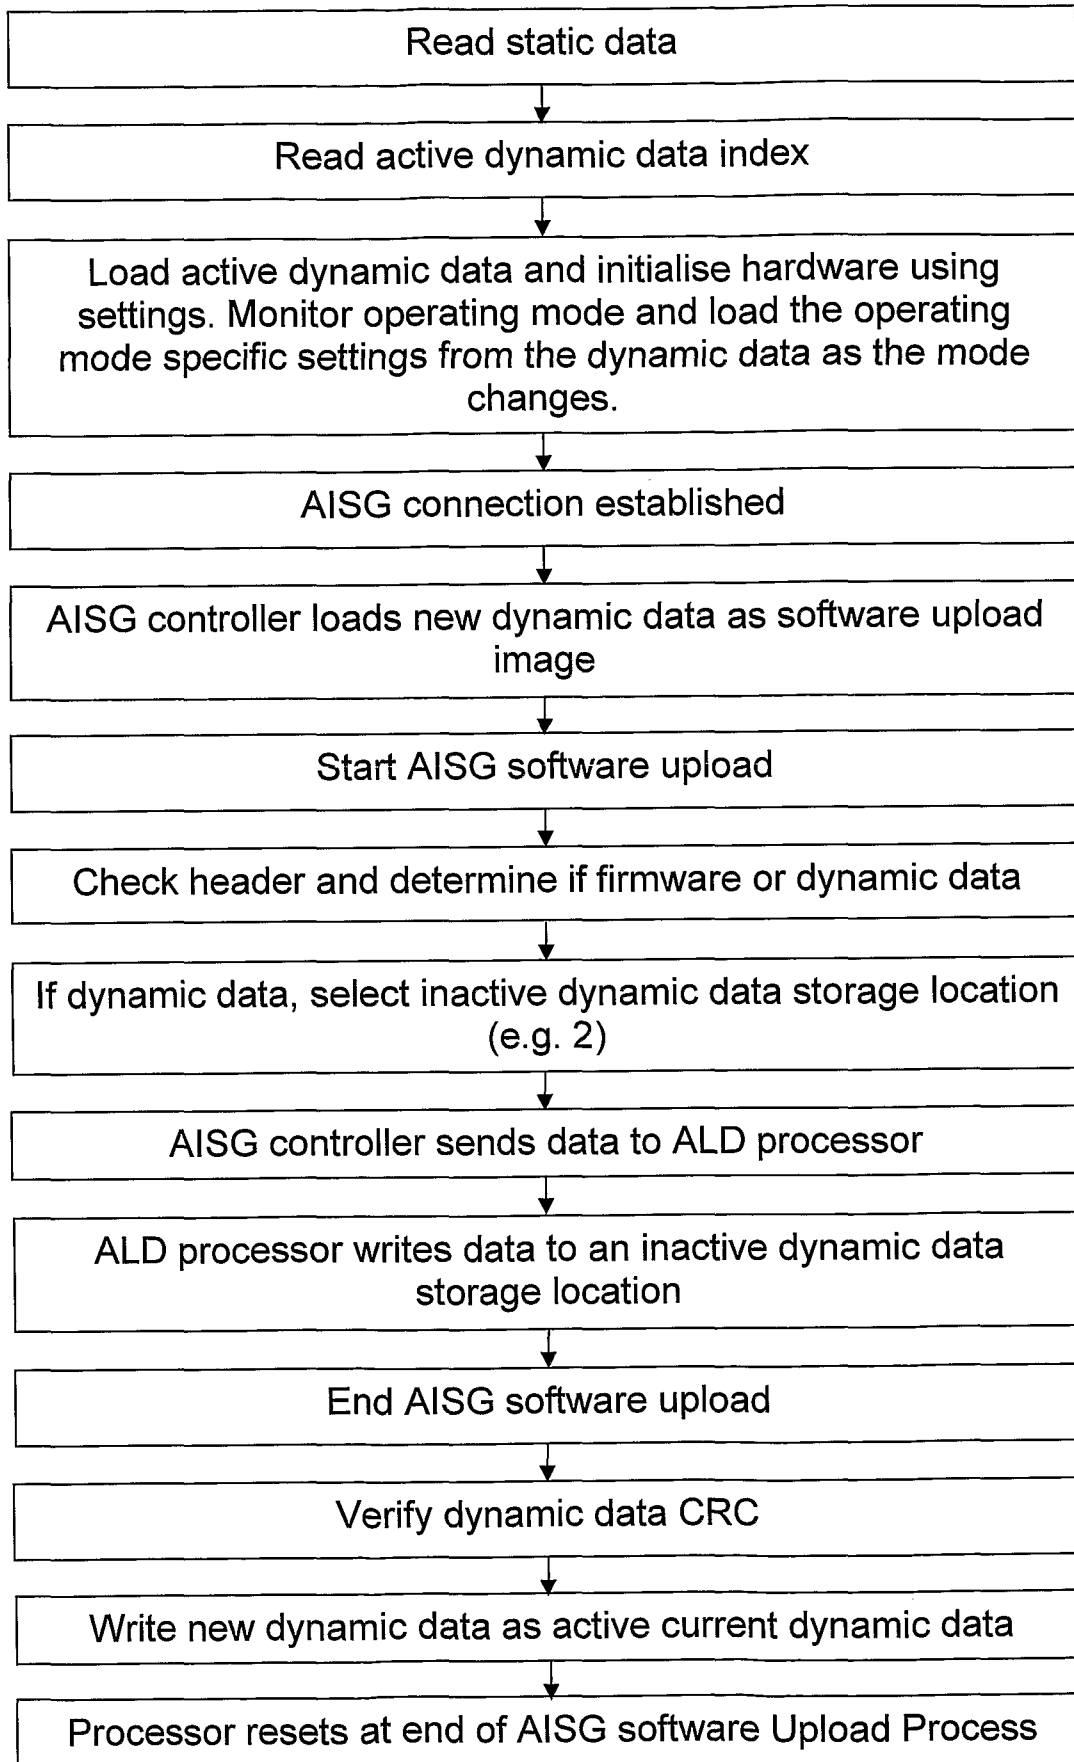 Read static data
Read active dynamic data index
Load active dynamic data and initialise hardware using
settings. Monitor operating mode and load the operating
mode specific settings from the dynamic data as the mode
changes.
AISG connection established
AISG controller loads new dynamic data as software upload
image
Start AISG software upload
Check header and determine if firmware or dynamic data
If dynamic data, select inactive dynamic data storage location
(e.g. 2)
AISG controller sends data to ALD processor
ALD processor writes data to an inactive dynamic data
storage location
End AISG software upload
Verify dynamic data CRC
Write new dynamic data as active current dynamic data
Processor resets at end of AISG software Upload Process